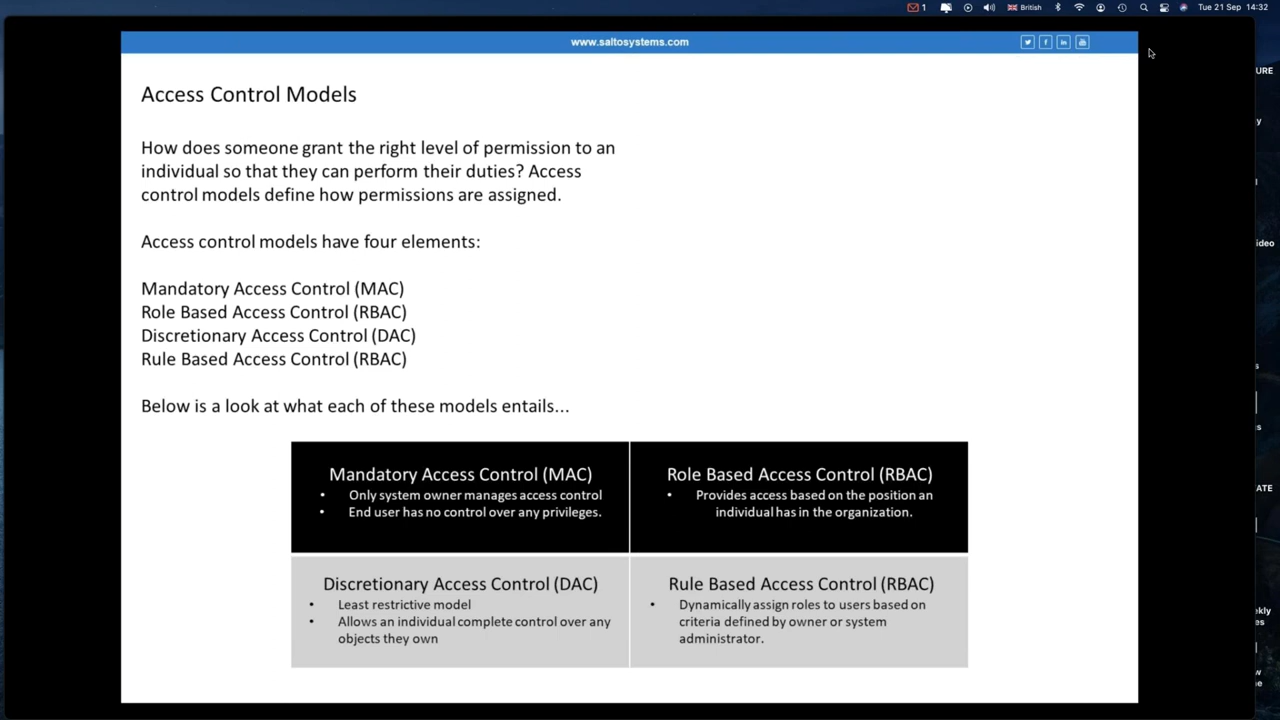 1
British
Tue 21 Sep 14:32
www.saltosystems.com
URE
Access Control Models
How does someone grant the right level of permission to an
individual so that they can perform their duties? Access
control models define how permissions are assigned.
Access control models have four elements:
ideo
Mandatory Access Control (MAC)
Role Based Access Control (RBAC)
Discretionary Access Control (DAC)
Rule Based Access Control (RBAC)
Below is a look at what each of these models entails...
Mandatory Access Control (MAC)
• Only system owner manages access control
• End user has no control over any privileges.
Role Based Access Control (RBAC)
• Provides access based on the position an
individual has in the organization.
ATE
Discretionary Access Control (DAC)
• Least restrictive model
• Allows an individual complete control over any
objects they own
Rule Based Access Control (RBAC)
• Dynamically assign roles to users based on
criteria defined by owner or system
administrator.
ekly
es